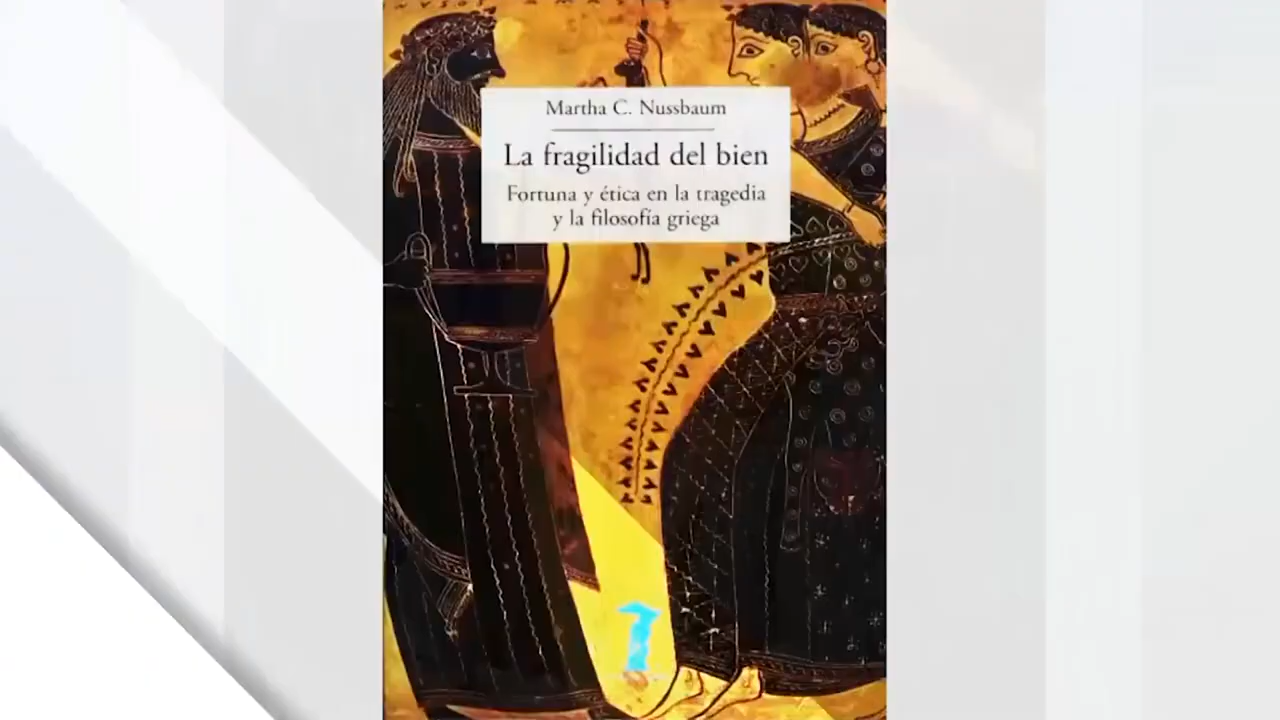 Martha C. Nussbaum
La fragilidad del bien
Fortuna y ética en la tragedia
y la filosofía griega